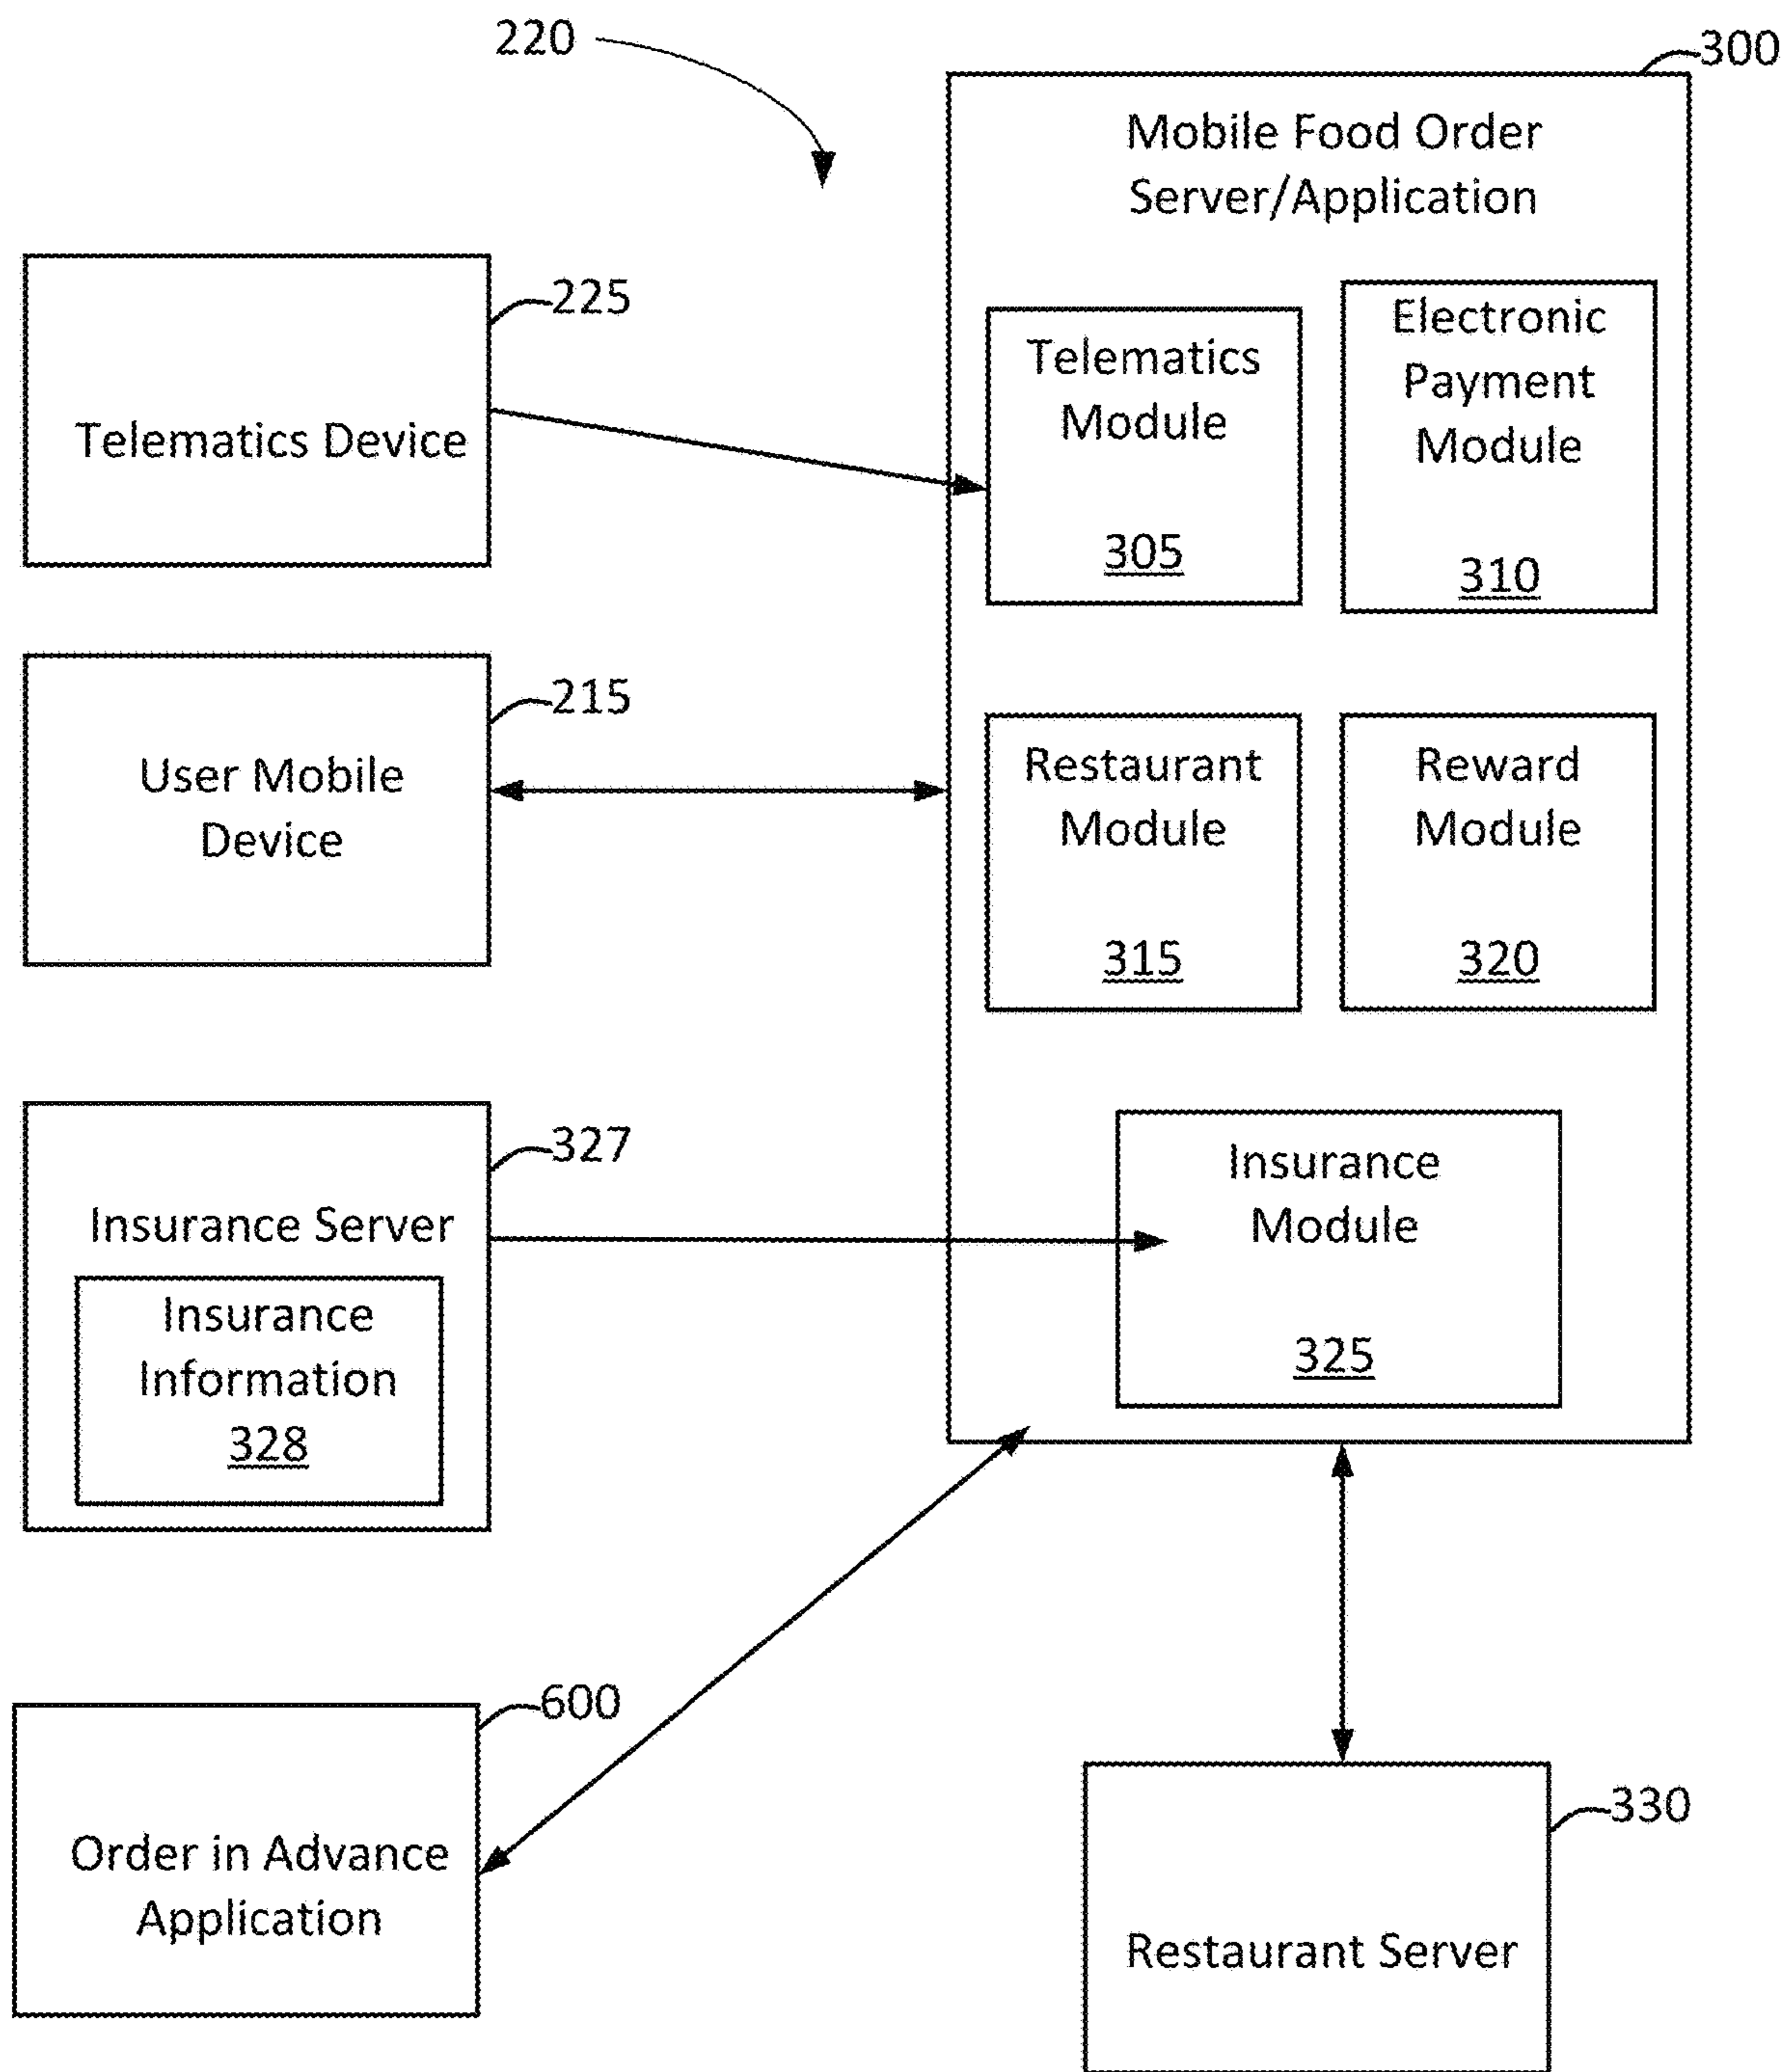 220
300
Mobile Food Order
Server/Application
225
Telematics Device
Telematics
Module
305
Electronic
Payment
Module
310
215
User Mobile
Device
Restaurant
Module
315
Reward
Module
320
327
Insurance Server
Insurance
Information
328
Insurance
Module
325
600
Order in Advance
Application
330
Restaurant Server